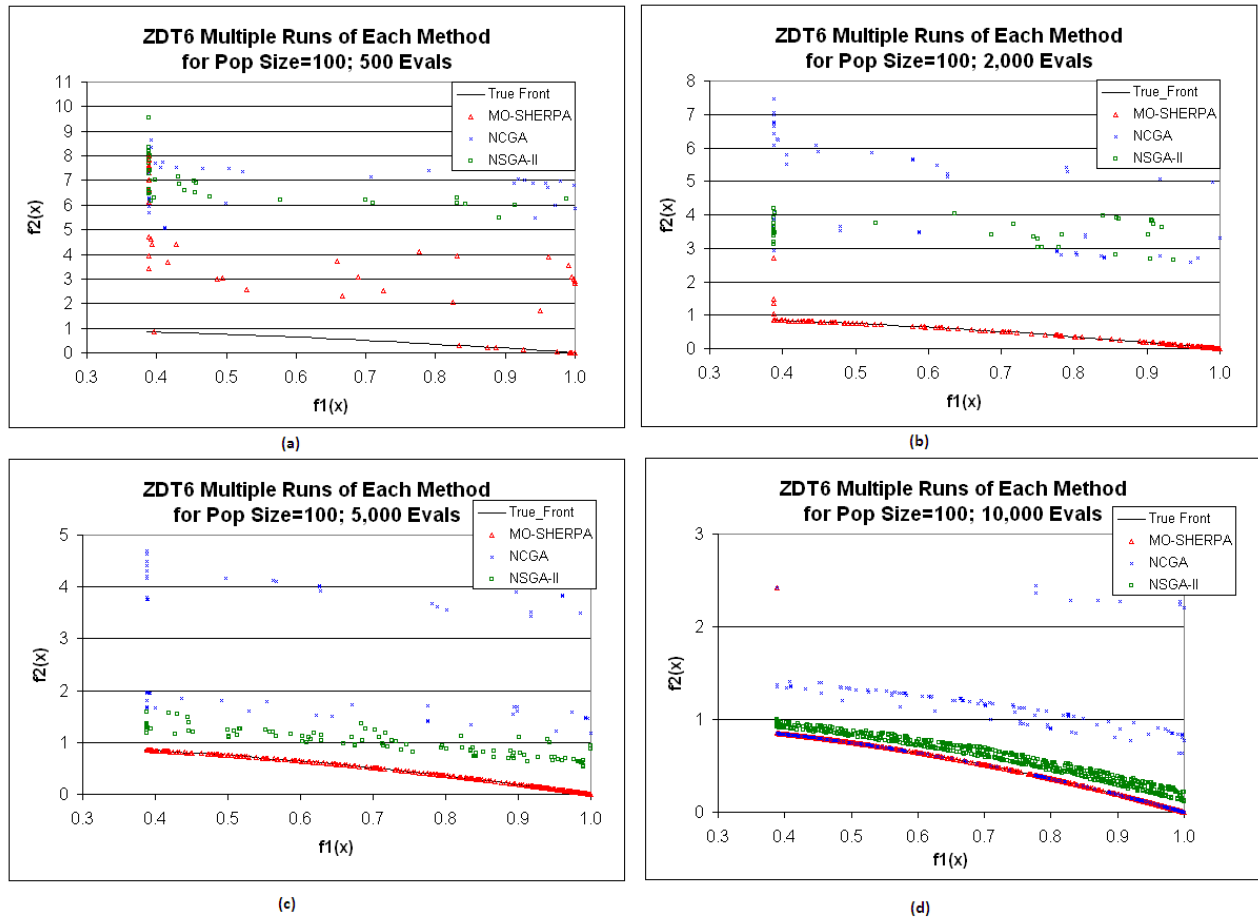 ZDT6 Multiple Runs of Each Method
for Pop Size=100; 500 Evals
11
10
9
8
7
6
5
4
3
2
1
0
f2(x)
0.3 0.4 0.5 0.6 0.7 0.8 0.9 1.0
f1(x)
True Front
MO-SHERPA
NCGA
NSGA-II
(a)
ZDT6 Multiple Runs of Each Method
for Pop Size=100; 2,000 Evals
8
7
6
5
4
3
2
1
0
f2(x)
0.3 0.4 0.5 0.6 0.7 0.8 0.9 1.0
f1(x)
True_Front
MO-SHERPA
NCGA
NSGA-II
(b)
ZDT6 Multiple Runs of Each Method
for Pop Size=100; 5,000 Evals
5
4
3
2
1
0
f2(x)
0.3 0.4 0.5 0.6 0.7 0.8 0.9 1.0
f1(x)
True_Front
MO-SHERPA
NCGA
NSGA-II
(c)
ZDT6 Multiple Runs of Each Method
for Pop Size=100; 10,000 Evals
3
2
1
0
f2(x)
0.3 0.4 0.5 0.6 0.7 0.8 0.9 1.0
f1(x)
True Front
MO-SHERPA
NCGA
NSGA-II
(d)